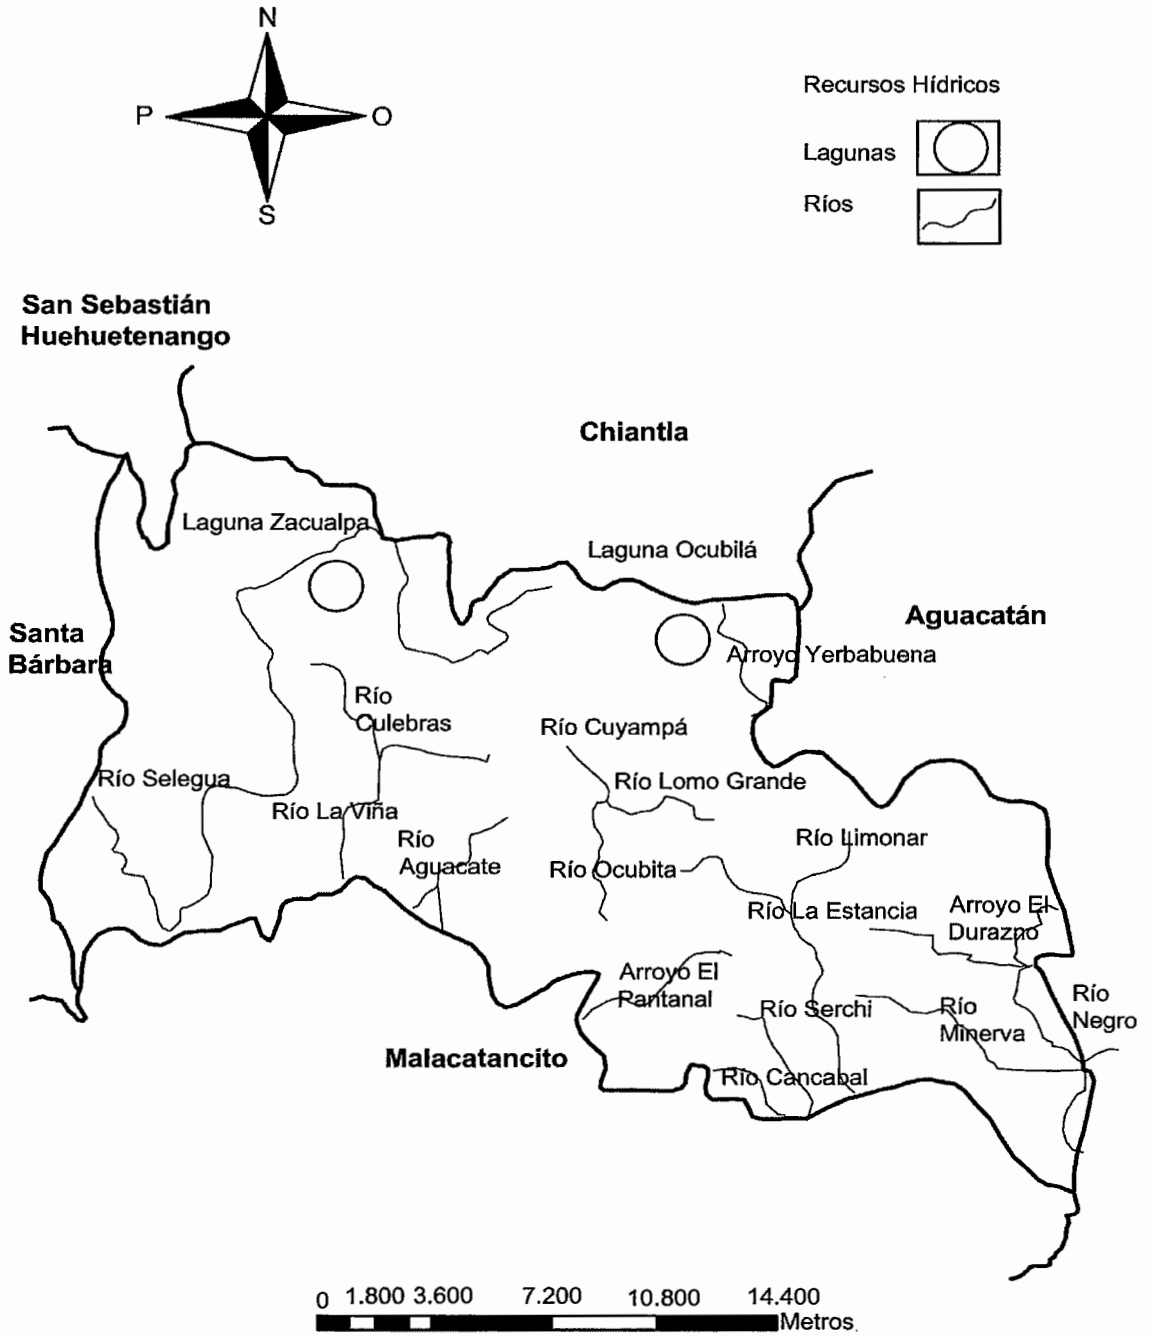 N
P
O
S
Recursos Hídricos
Lagunas
Ríos
San Sebastián
Huehuetenango
Chiantla
Laguna Zacualpa
Laguna Ocubilá
Aguacatán
Santa
Bárbara
Arroyo Yerbabuena
Río
Culebras
Río Cuyampá
Río Selegua
Río Lomo Grande
Río La Viña
Río
Aguacate
Río Limonar
Río Ocubita
Río La Estancia
Arroyo El
Durazno
Arroyo El
Pantanal
Río Serchi
Río
Minerva
Río
Negro
Malacatancito
Río Cancabal
0 1.800 3.600 7.200 10.800 14.400
Metros